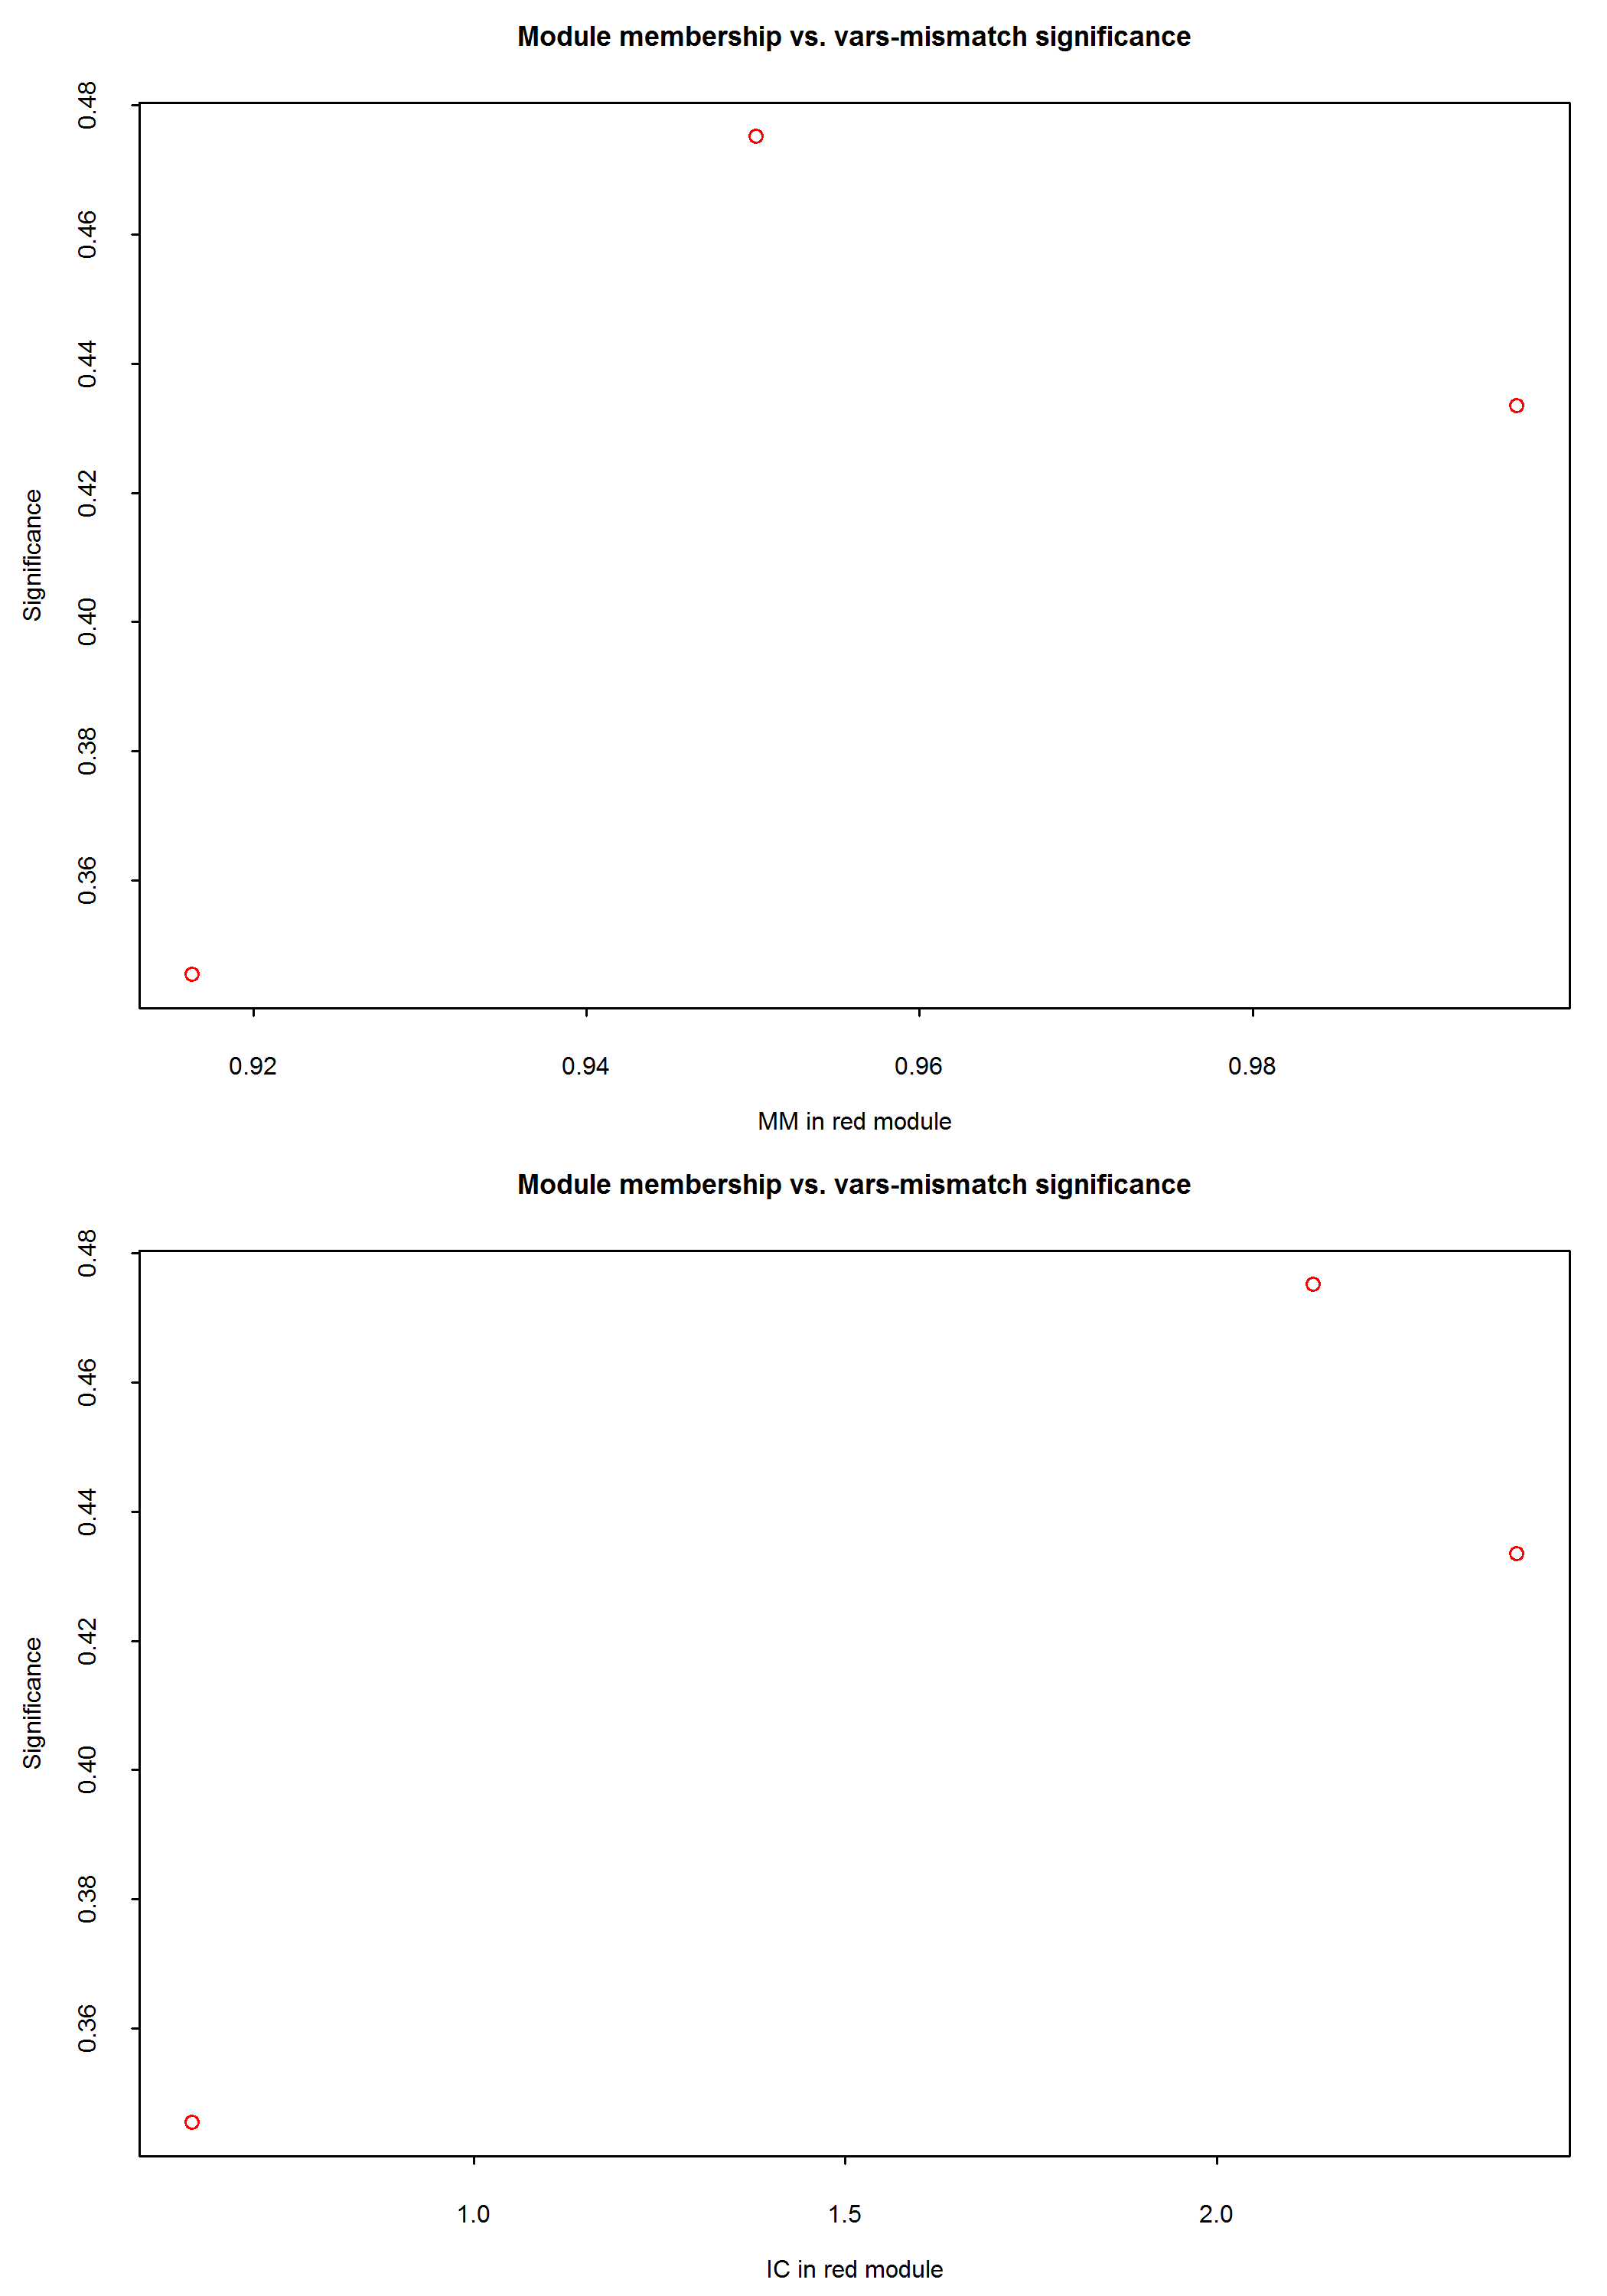 Module membership vs. vars-mismatch significance
0.48
0.46
0.44
0.42
0.40
0.38
0.36
Significance
0.92 0.94 0.96 0.98
MM in red module
Module membership vs. vars-mismatch significance
0.48
0.46
0.44
0.42
0.40
0.38
0.36
Significance
1.0 1.5 2.0
IC in red module